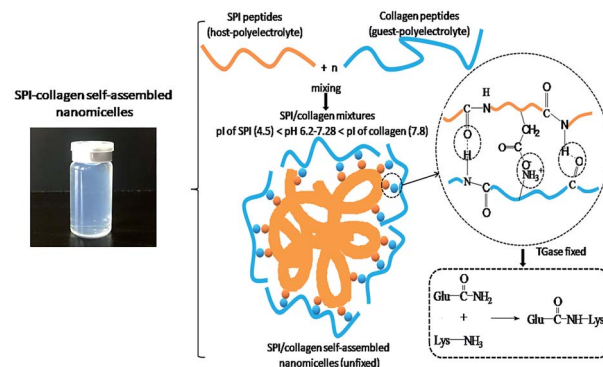 SPI peptides
(host-polyelectrolyte)
Collagen peptides
(guest-polyelectrolyte)
+ n
mixing
SPI/collagen mixtures
pI of SPI (4.5) < pH 6.2-7.28 < pI of collagen (7.8)
SPI-collagen self-assembled
nanomicelles
SPI/collagen self-assembled
nanomicelles (unfixed)
O
H
C
N
CH₂
C
N
O
C
O
H
H
O⁻
NH₃⁺
O
N
C
C
O
TGase fixed
O
Glu—C—NH₂
+
Lys—NH₃
O
Glu—C—NH—Lys